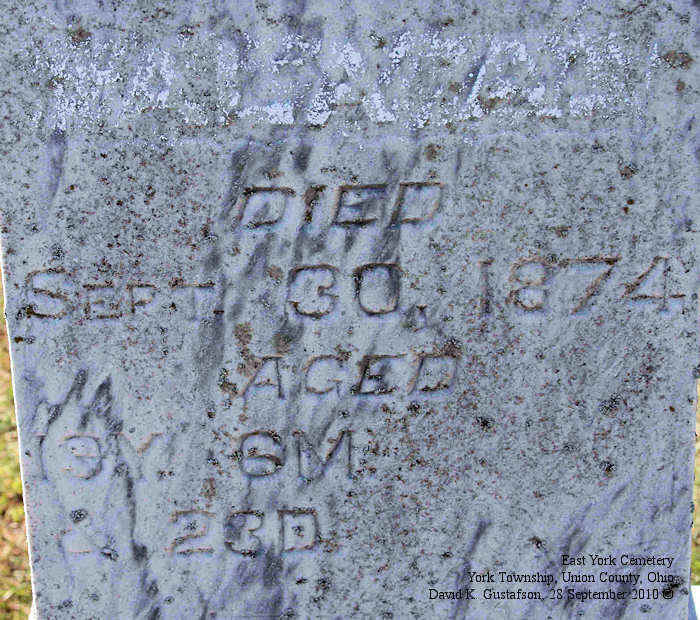 DIED
SEPT. 30, 1874
AGED
19Y. 6M.
23D.
East York Cemetery
York Township, Union County, Ohio
David K. Gustafson, 28 September 2010 ©